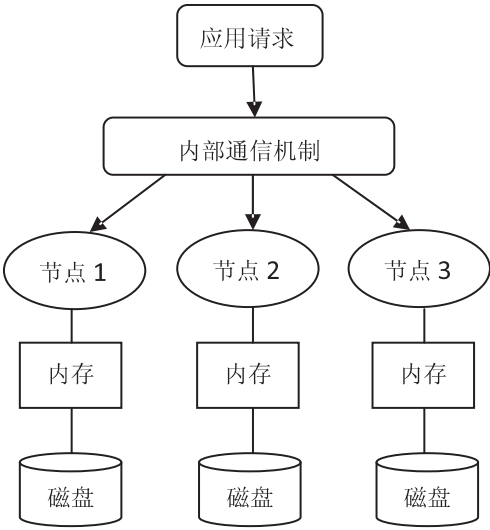 应用请求
内部通信机制
节点 1
节点 2
节点 3
内存
内存
内存
磁盘
磁盘
磁盘